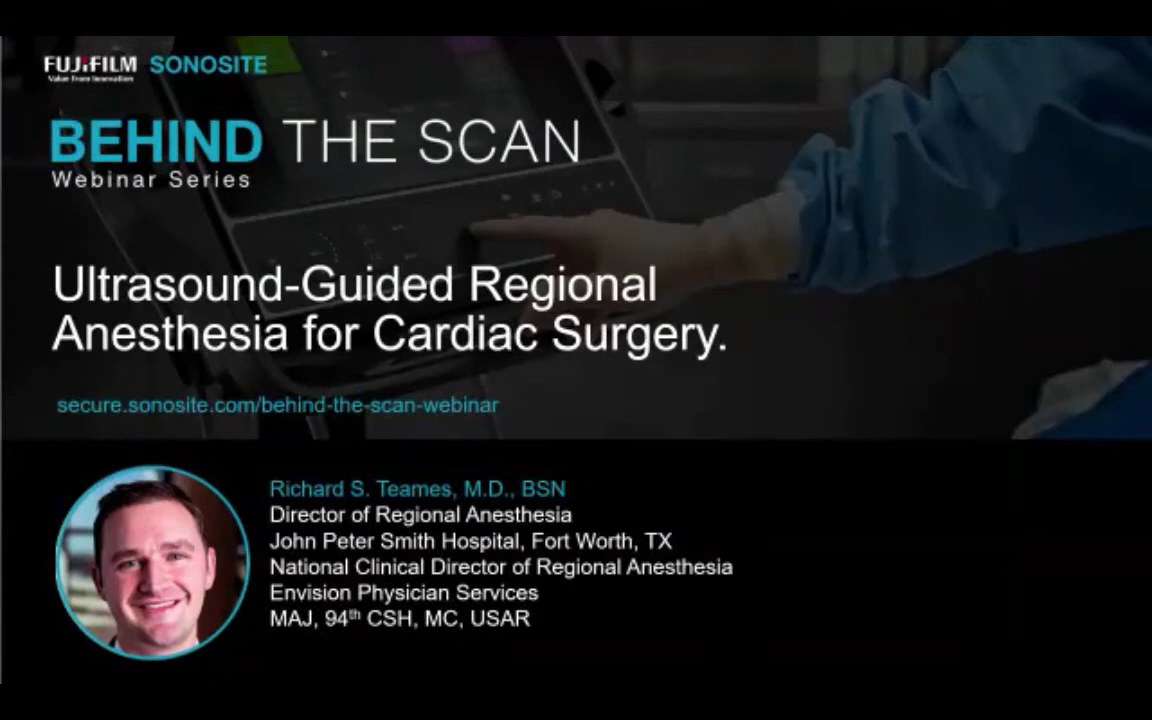 FUJIFILM SONOSITE
Value from Innovation
BEHIND THE SCAN
Webinar Series
Ultrasound-Guided Regional
Anesthesia for Cardiac Surgery.
secure.sonosite.com/behind-the-scan-webinar
Richard S. Teames, M.D., BSN
Director of Regional Anesthesia
John Peter Smith Hospital, Fort Worth, TX
National Clinical Director of Regional Anesthesia
Envision Physician Services
MAJ, 94th CSH, MC, USAR